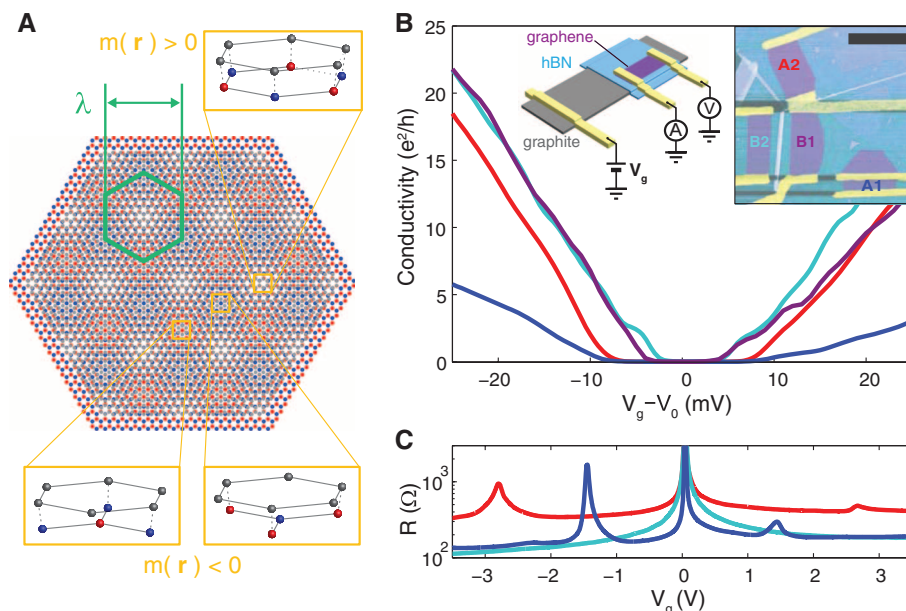 A
m(r) > 0
λ
m(r) < 0
B
Conductivity (e²/h)
25
20
15
10
5
0
−20
−10
0
10
20
V_g−V_0 (mV)
graphene
hBN
graphite
V_g
A
V
A2
B2
B1
A1
C
R (Ω)
10³
10²
−3
−2
−1
0
1
2
3
V_g (V)